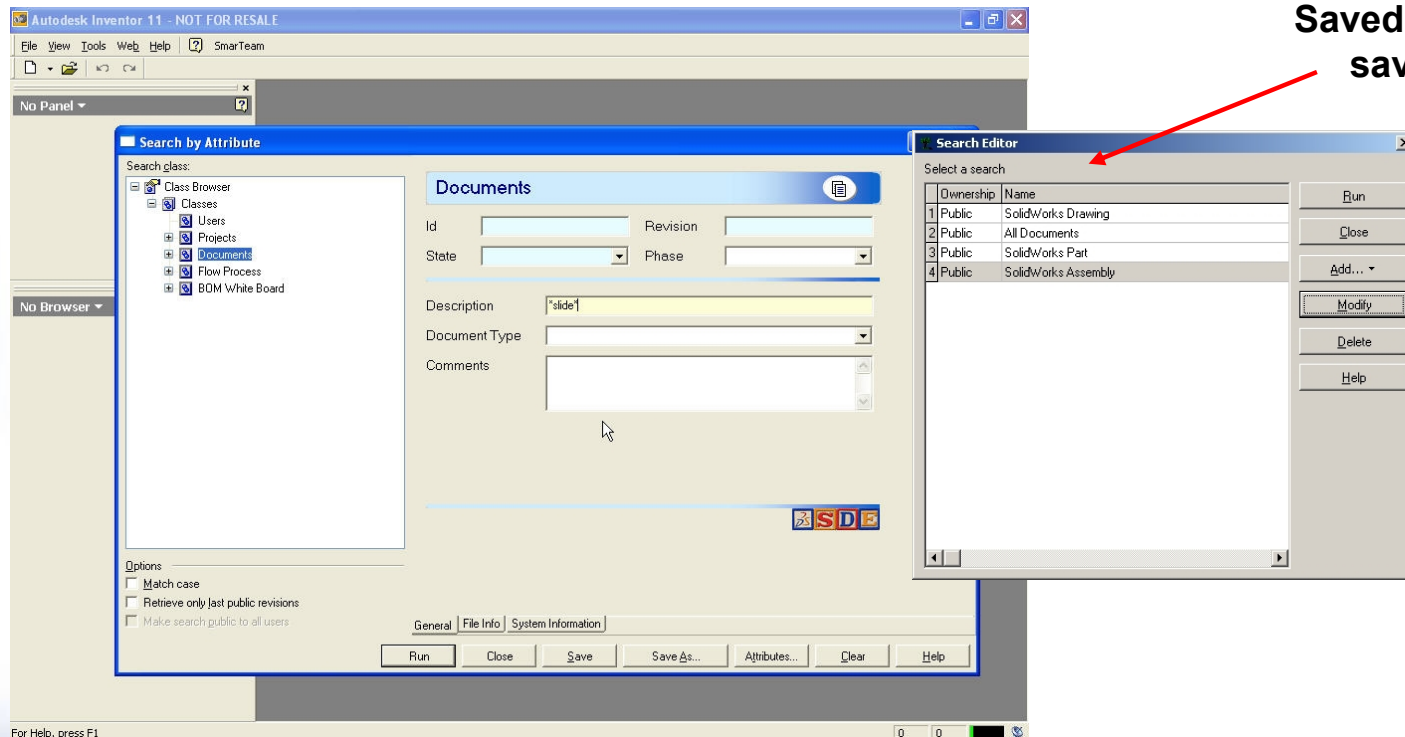 Autodesk Inventor 11 - NOT FOR RESALE
File View Tools Web Help SmarTeam
No Panel
No Browser
Search by Attribute
Search class:
Class Browser
Classes
Users
Projects
Documents
Flow Process
BOM White Board
Options
Match case
Retrieve only last public revisions
Make search public to all users
Documents
Id
Revision
State
Phase
Description
"slide"
Document Type
Comments
SDE
General File Info System Information
Run Close Save Save As... Attributes... Clear Help
Saved
sav
Search Editor
Select a search
Ownership Name
1 Public SolidWorks Drawing
2 Public All Documents
3 Public SolidWorks Part
4 Public SolidWorks Assembly
Run
Close
Add...
Modify
Delete
Help
For Help, press F1
0 0